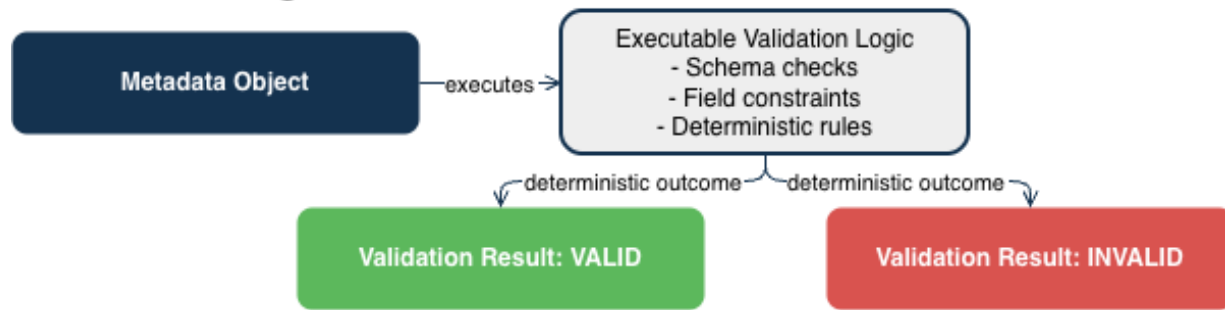 Metadata Object
executes
Executable Validation Logic
- Schema checks
- Field constraints
- Deterministic rules
deterministic outcome
deterministic outcome
Validation Result: VALID
Validation Result: INVALID